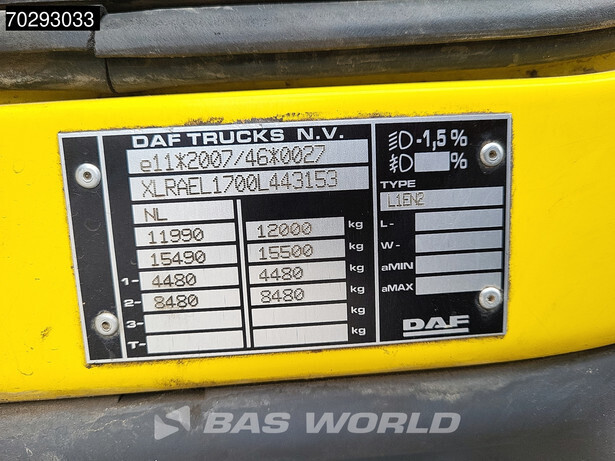 70293033
DAF TRUCKS N.V.
e11*2007/46*0027
XLRAEL1700L443153
NL
11990 12000 kg
15490 15500 kg
1- 4480 4480 kg
2- 8480 8480 kg
3- kg
T- kg
-1,5%
%
TYPE
L1EN2
L-
W-
aMIN
aMAX
DAF
BAS WORLD